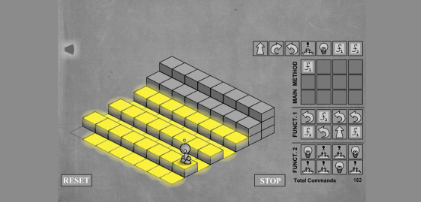 MAIN METHOD
FUNCT. 1
FUNCT. 2
RESET
STOP
Total Commands 163